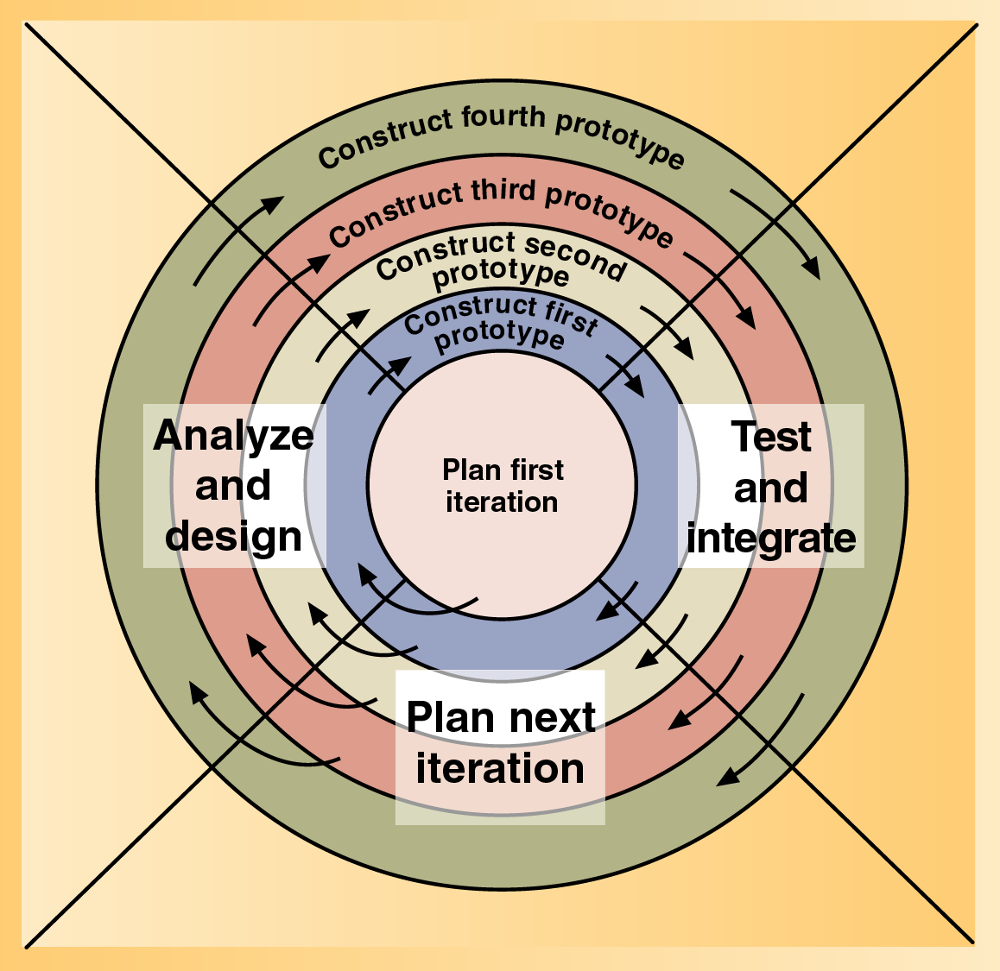 Construct fourth prototype
Construct third prototype
Construct second
prototype
Construct first
prototype
Analyze
and
design
Plan first
iteration
Test
and
integrate
Plan next
iteration